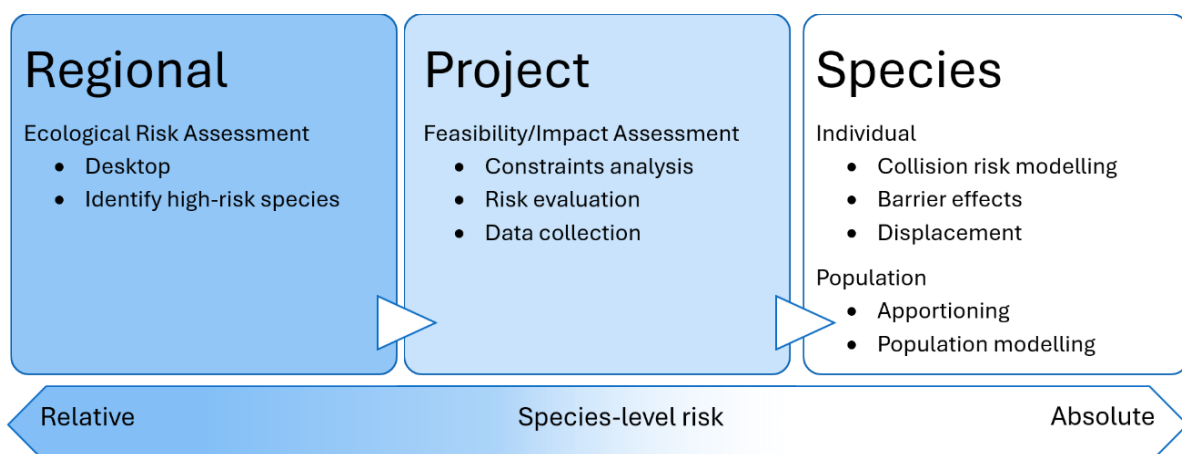 Regional
Ecological Risk Assessment
• Desktop
• Identify high-risk species
Project
Feasibility/Impact Assessment
• Constraints analysis
• Risk evaluation
• Data collection
Species
Individual
• Collision risk modelling
• Barrier effects
• Displacement
Population
• Apportioning
• Population modelling
Relative
Species-level risk
Absolute